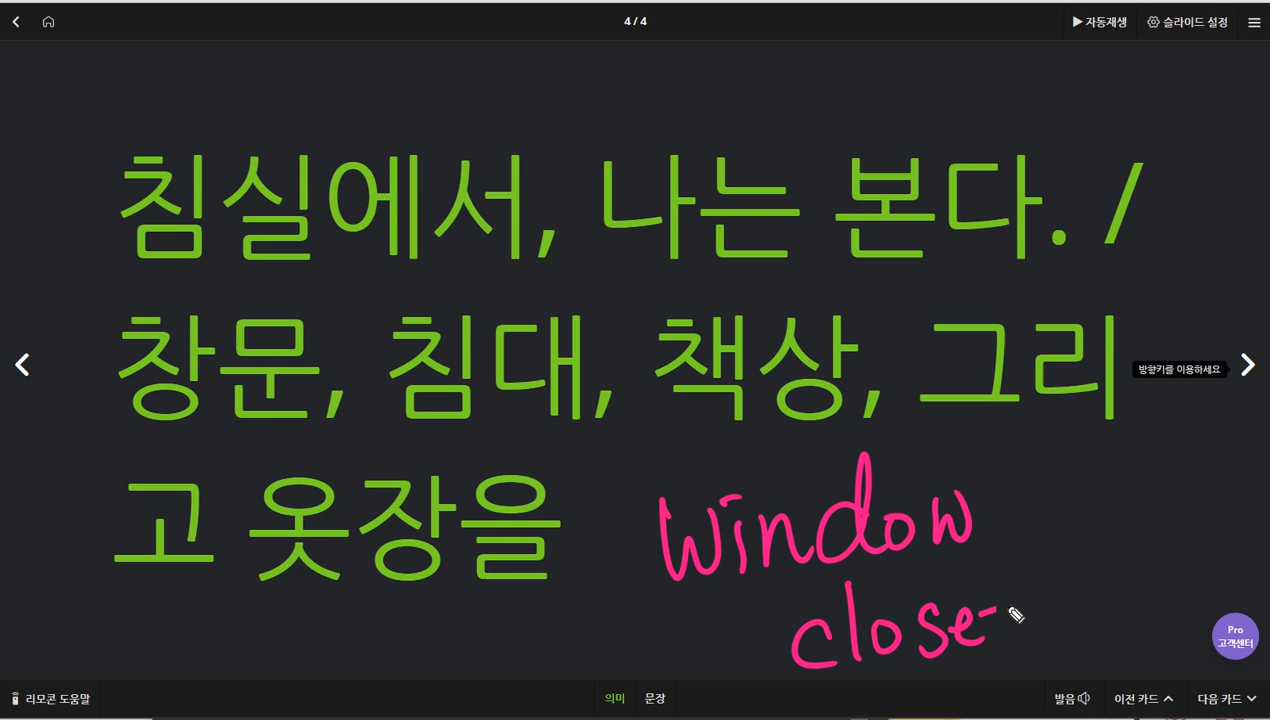 4 / 4
자동재생
슬라이드 설정
침실에서, 나는 본다. /
창문, 침대, 책상, 그리
고 옷장을
방향키를 이용하세요
window
close-
Pro
고객센터
리모콘 도움말
의미
문장
발음
이전 카드
다음 카드